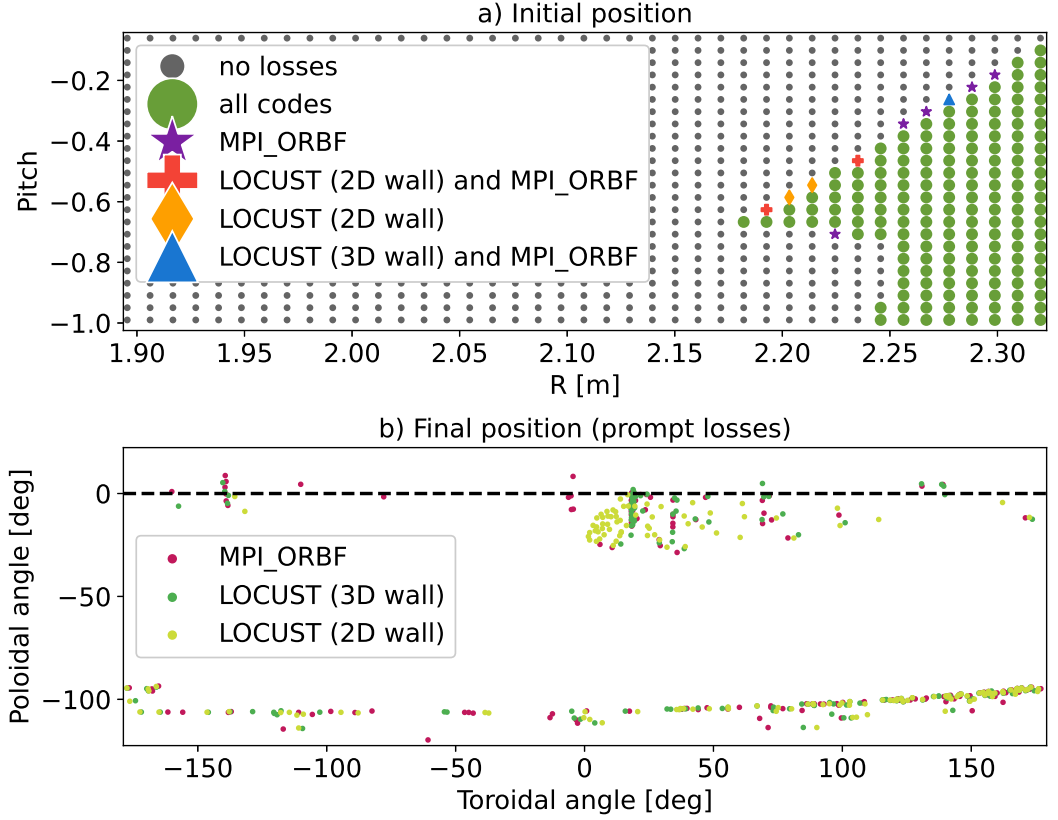 a) Initial position
−0.2
−0.4
−0.6
−0.8
−1.0
Pitch
no losses
all codes
MPI_ORBF
LOCUST (2D wall) and MPI_ORBF
LOCUST (2D wall)
LOCUST (3D wall) and MPI_ORBF
1.90 1.95 2.00 2.05 2.10 2.15 2.20 2.25 2.30
R [m]
b) Final position (prompt losses)
0
−50
−100
Poloidal angle [deg]
MPI_ORBF
LOCUST (3D wall)
LOCUST (2D wall)
−150 −100 −50 0 50 100 150
Toroidal angle [deg]